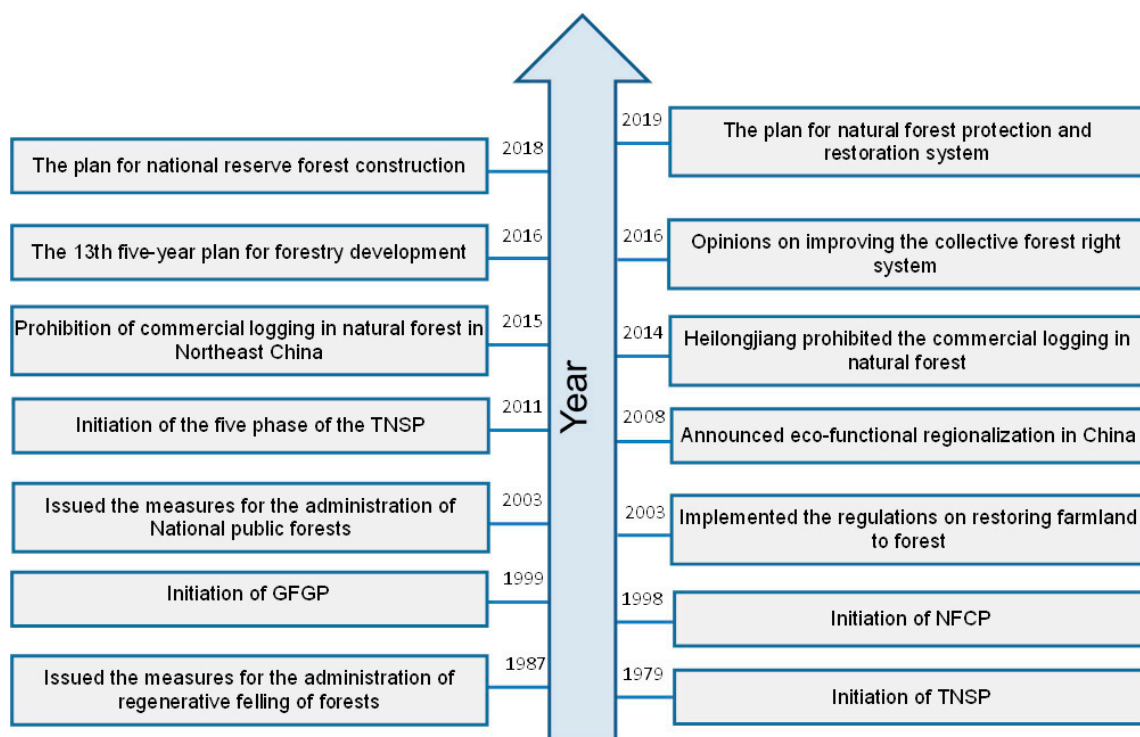 2018
The plan for national reserve forest construction
2016
The 13th five-year plan for forestry development
2015
Prohibition of commercial logging in natural forest in
Northeast China
2011
Initiation of the five phase of the TNSP
2003
Issued the measures for the administration of
National public forests
1999
Initiation of GFGP
1987
Issued the measures for the administration of
regenerative felling of forests
Year
2019
The plan for natural forest protection and
restoration system
2016
Opinions on improving the collective forest right
system
2014
Heilongjiang prohibited the commercial logging in
natural forest
2008
Announced eco-functional regionalization in China
2003
Implemented the regulations on restoring farmland
to forest
1998
Initiation of NFCP
1979
Initiation of TNSP